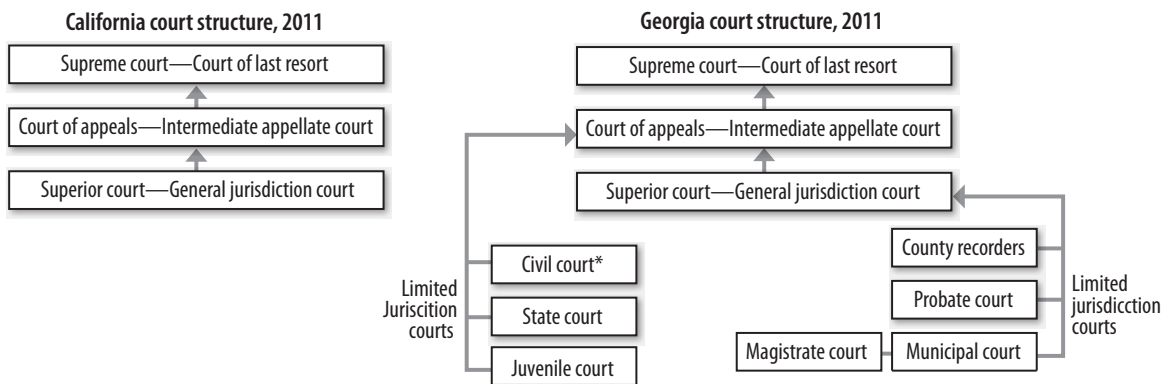 California court structure, 2011
Supreme court—Court of last resort
Court of appeals—Intermediate appellate court
Superior court—General jurisdiction court
Georgia court structure, 2011
Supreme court—Court of last resort
Court of appeals—Intermediate appellate court
Superior court—General jurisdiction court
Limited
Juriscition
courts
Civil court*
State court
Juvenile court
County recorders
Probate court
Magistrate court
Municipal court
Limited
jurisdicction
courts